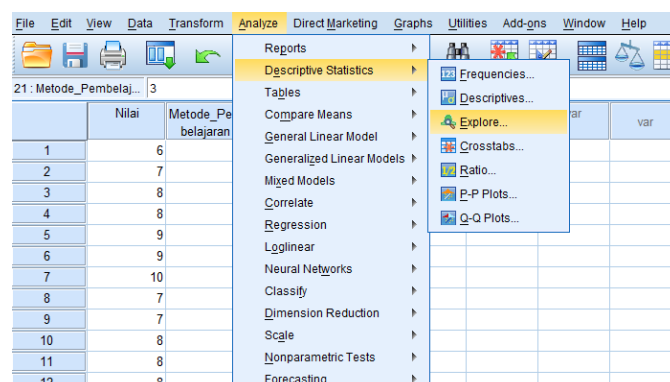 File Edit View Data Transform Analyze Direct Marketing Graphs Utilities Add-ons Window Help
21 : Metode_Pembelaj... 3
Nilai
Metode_Pe
belajaran
var
var
1 6
2 7
3 8
4 8
5 9
6 9
7 10
8 7
9 7
10 8
11 8
12 8
Reports
Descriptive Statistics
Tables
Compare Means
General Linear Model
Generalized Linear Models
Mixed Models
Correlate
Regression
Loglinear
Neural Networks
Classify
Dimension Reduction
Scale
Nonparametric Tests
Forecasting
Frequencies...
Descriptives...
Explore...
Crosstabs...
Ratio...
P-P Plots...
Q-Q Plots...